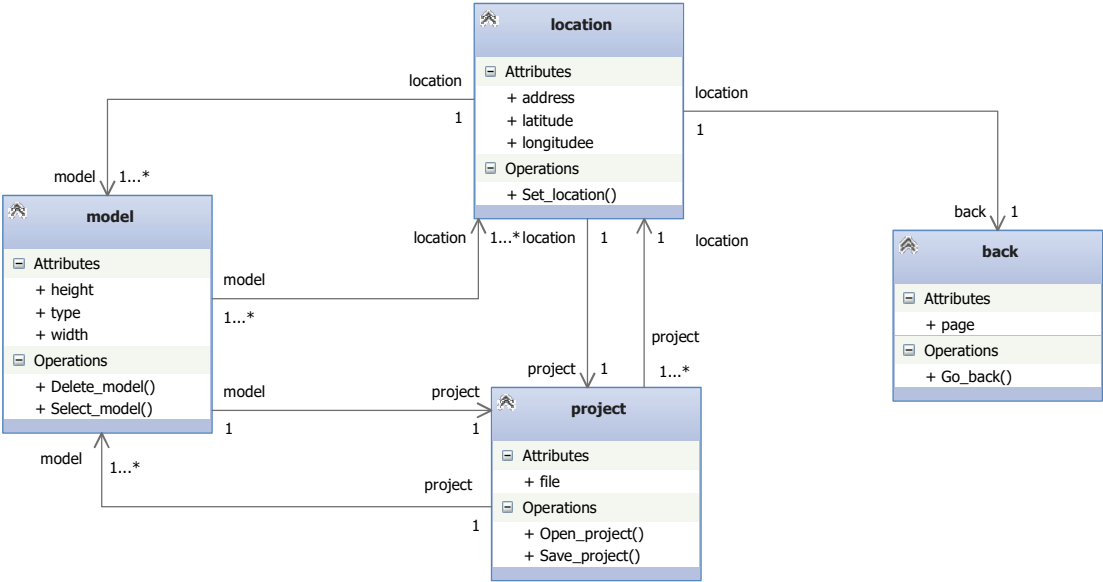 location
Attributes
+ address
+ latitude
+ longitudee
Operations
+ Set_location()
location
1
model
1...*
location
1
back
1
model
Attributes
+ height
+ type
+ width
Operations
+ Delete_model()
+ Select_model()
model
1...*
location
1...*
location
1
project
1
1
location
project
1...*
back
Attributes
+ page
Operations
+ Go_back()
model
1
project
1
model
1...*
project
1
project
Attributes
+ file
Operations
+ Open_project()
+ Save_project()